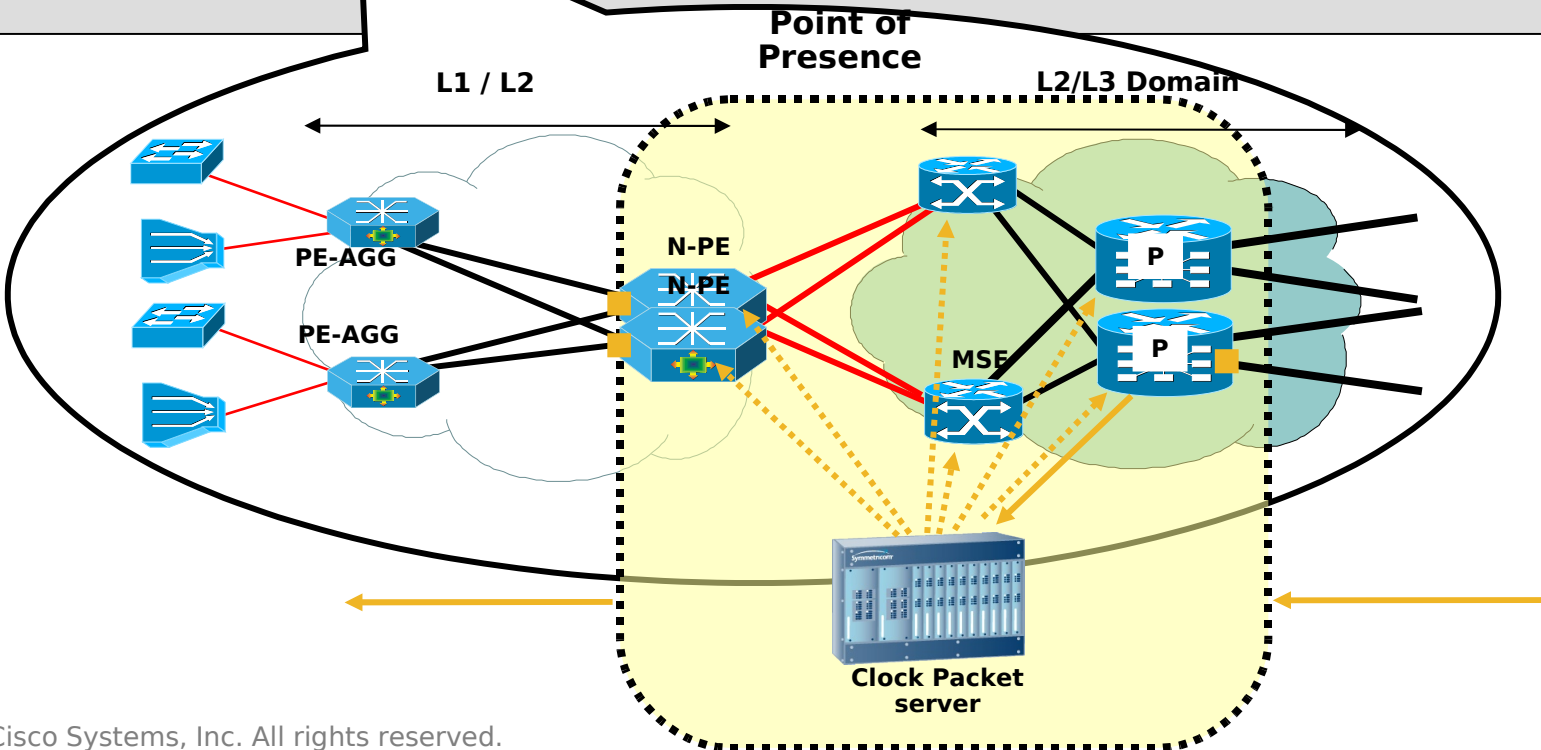 Point of
Presence
L1 / L2
L2/L3 Domain
N-PE
N-PE
PE-AGG
PE-AGG
P
P
MSE
Symmetricom
Clock Packet
server
Cisco Systems, Inc. All rights reserved.